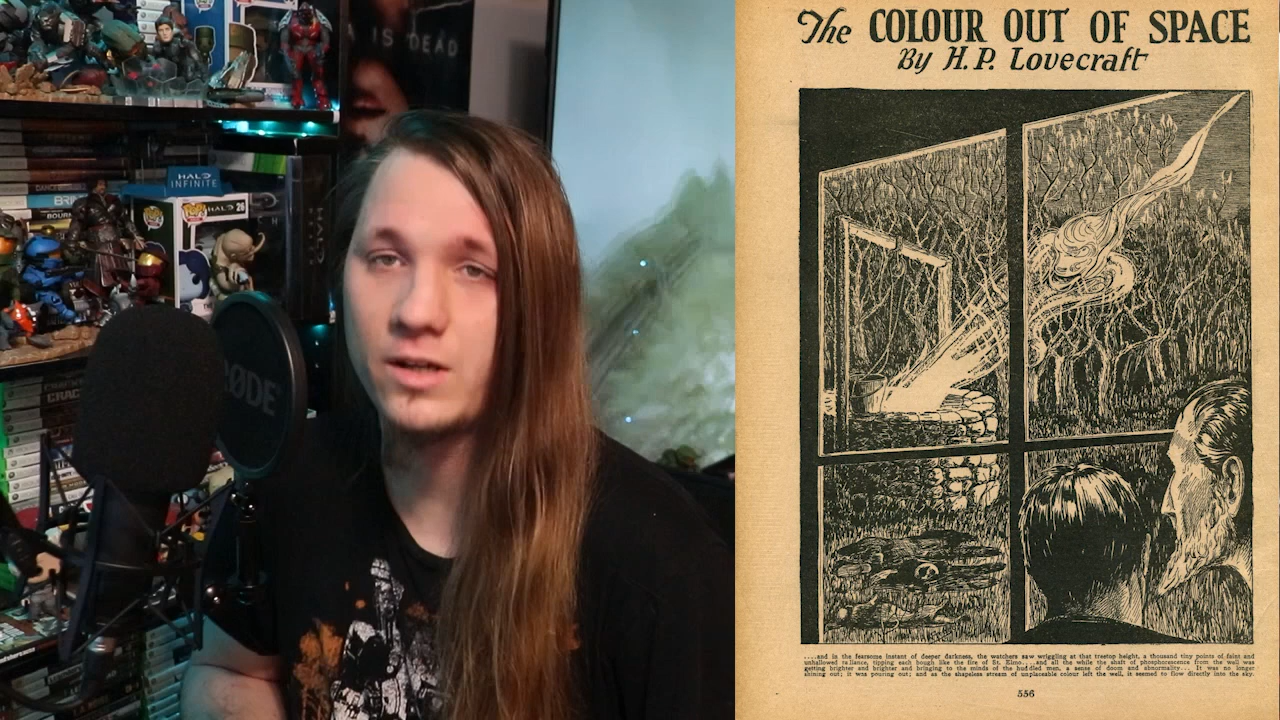 A IS DEAD
HALO
INFINITE
HALO 26
POP!
RØDE
The COLOUR OUT OF SPACE
By H. P. Lovecraft
....and in the fearsome instant of deeper darkness, the watchers saw wriggling at that treetop height, a thousand tiny points of faint and
unhallowed radiance, tipping each bough like the fire of St. Elmo....and all the while the shaft of phosphorescence from the well was
getting brighter and brighter and bringing to the minds of the huddled men, a sense of doom and abnormality... It was no longer
shining out; it was pouring out; and as the shapeless stream of unplaceable colour left the well, it seemed to flow directly into the sky.
556